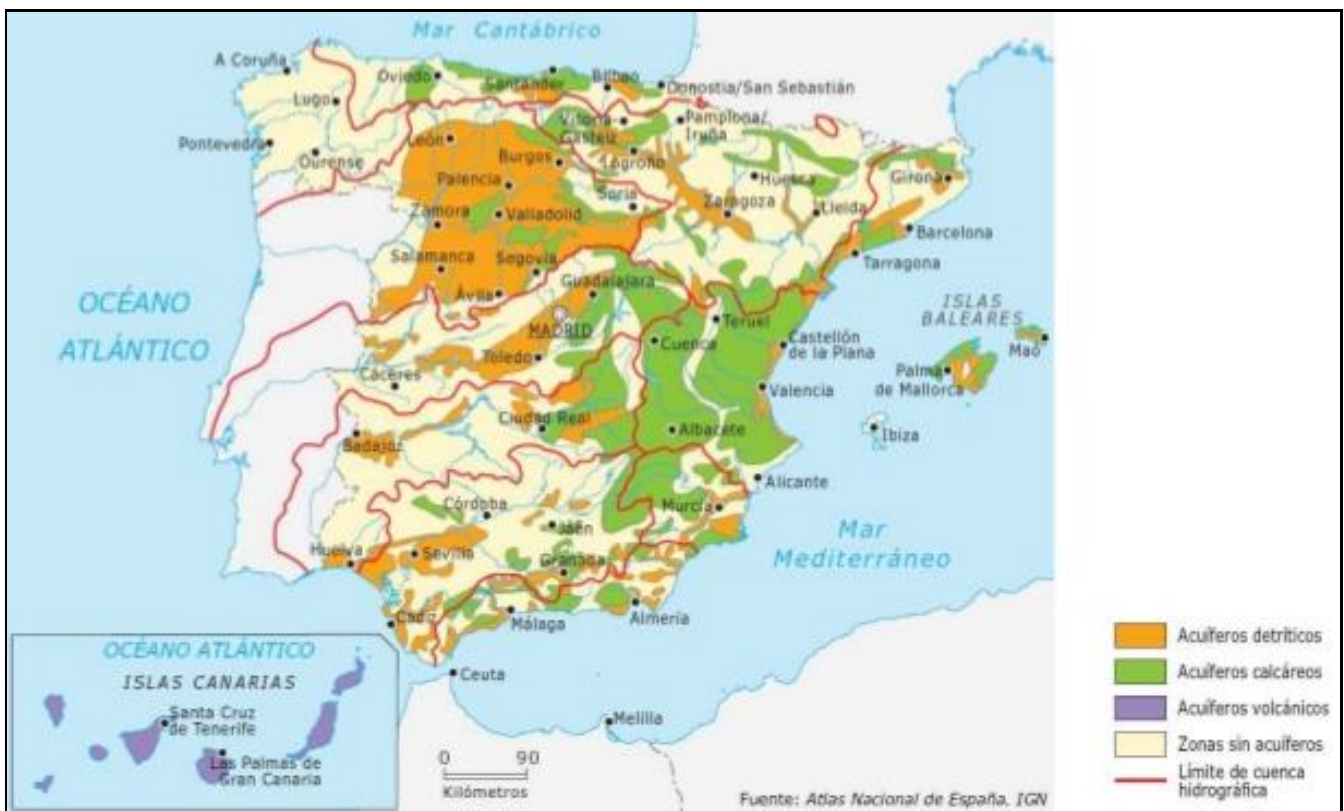 Mar Cantábrico
A Coruña
Oviedo
Santander
Bilbao
Donostia/San Sebastián
Lugo
Vitoria-
Gasteiz
Pamplona/
Iruña
Pontevedra
Ourense
León
Burgos
Logroño
Palencia
Huesca
Girona
Soria
Zamora
Valladolid
Zaragoza
Lleida
Barcelona
Tarragona
Salamanca
Segovia
Guadalajara
Ávila
OCÉANO
ATLÁNTICO
MADRID
Teruel
ISLAS
BALEARES
Cuenca
Castellón
de la Plana
Maó
Toledo
Palma
de Mallorca
Cáceres
Valencia
Ciudad Real
Albacete
Ibiza
Badajoz
Alicante
Córdoba
Murcia
Jaén
Mar
Mediterráneo
Huelva
Sevilla
Granada
Cádiz
Málaga
Almería
Ceuta
Melilla
OCÉANO ATLÁNTICO
ISLAS CANARIAS
Santa Cruz
de Tenerife
Las Palmas de
Gran Canaria
0 90
Kilómetros
Fuente: Atlas Nacional de España, IGN
Acuíferos detríticos
Acuíferos calcáreos
Acuíferos volcánicos
Zonas sin acuíferos
Límite de cuenca
hidrográfica